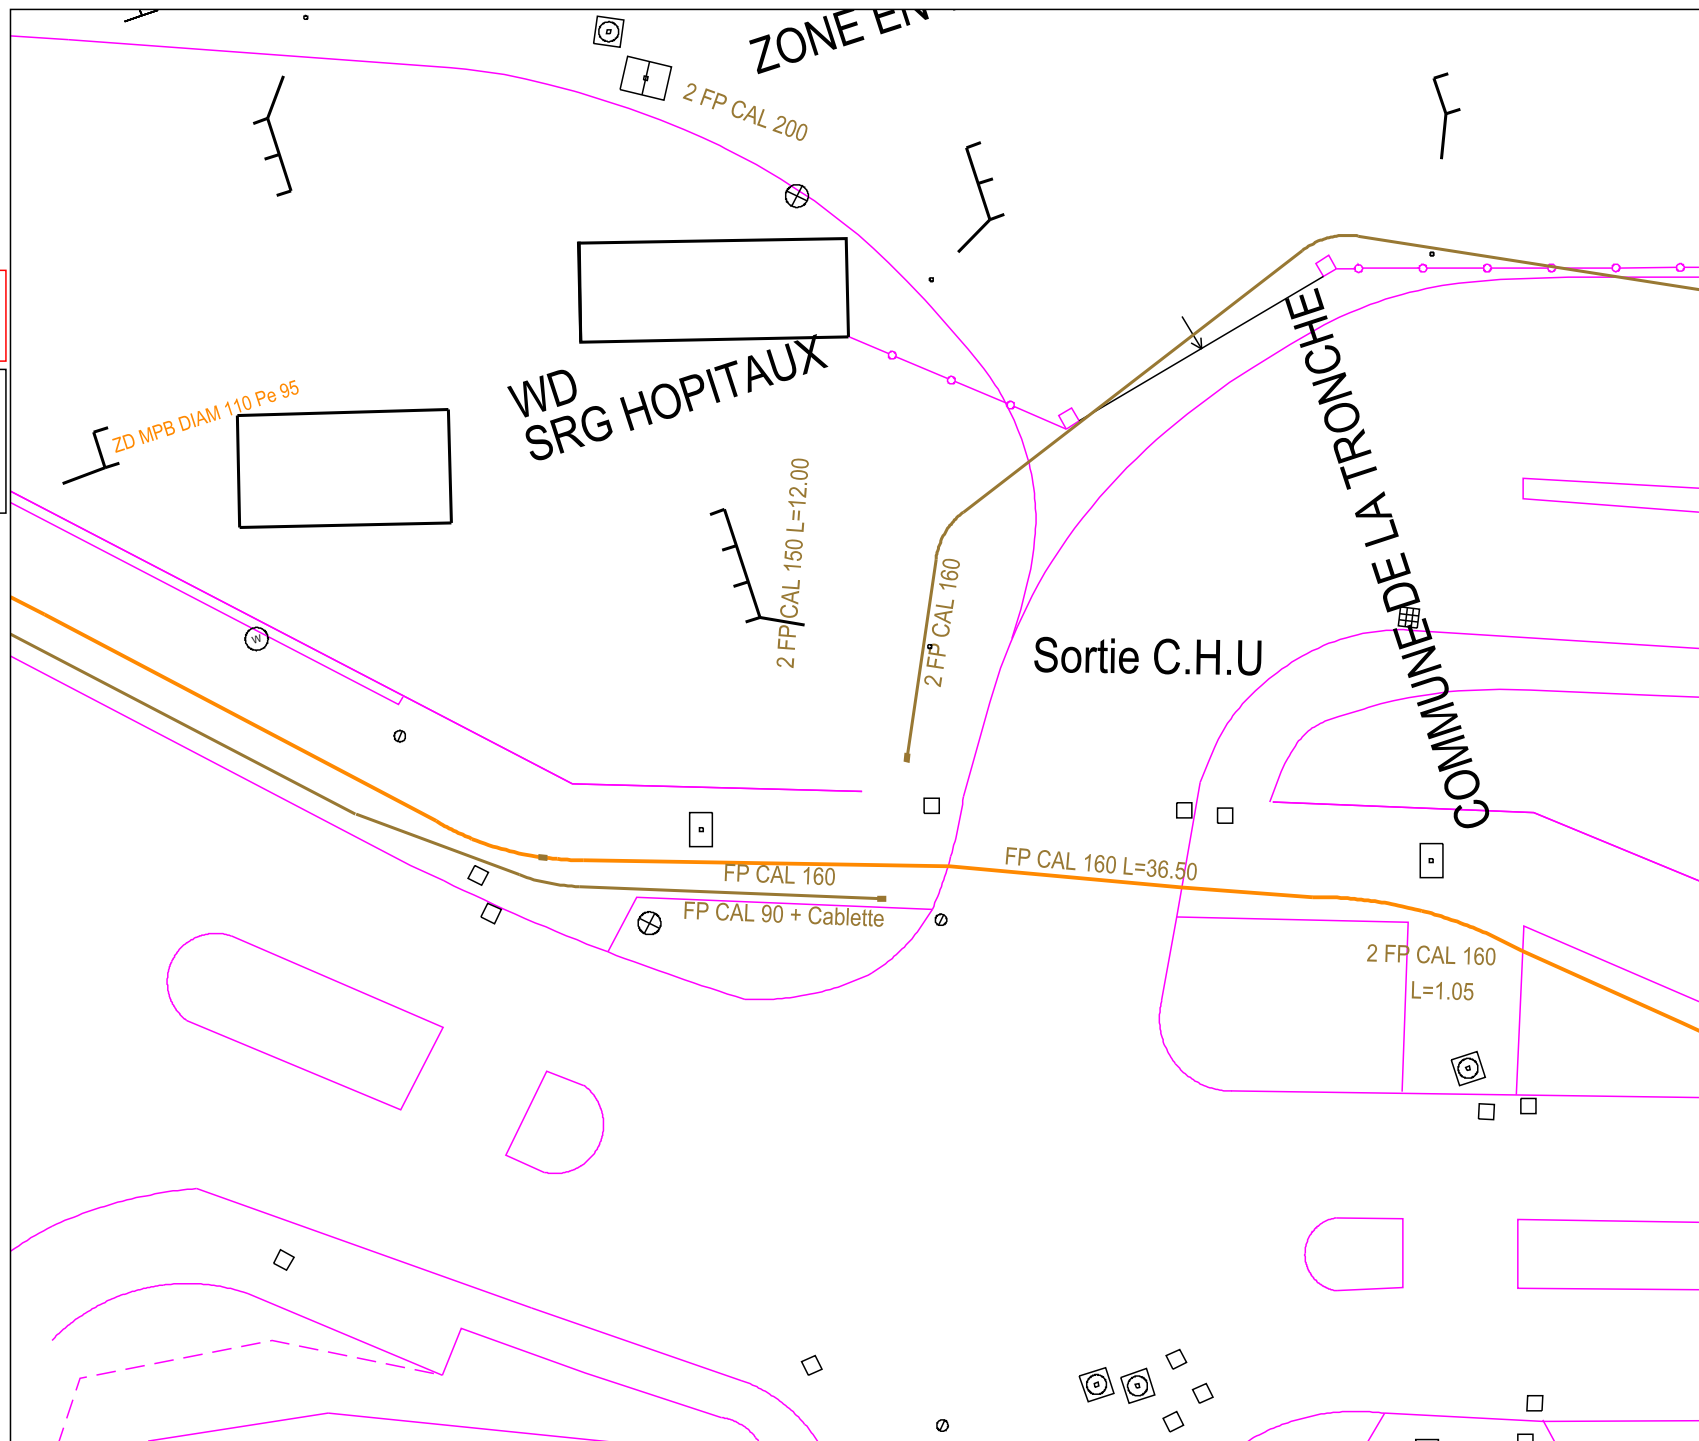 ZONE EN
2 FP CAL 200
WD
SRG HOPITAUX
ZD MPB DIAM 110 Pe 95
2 FP CAL 150 L=12.00
2 FP CAL 160
COMMUNE DE LA TRONCHE
Sortie C.H.U
W
FP CAL 160
FP CAL 160 L=36.50
FP CAL 90 + Cablette
2 FP CAL 160
L=1.05